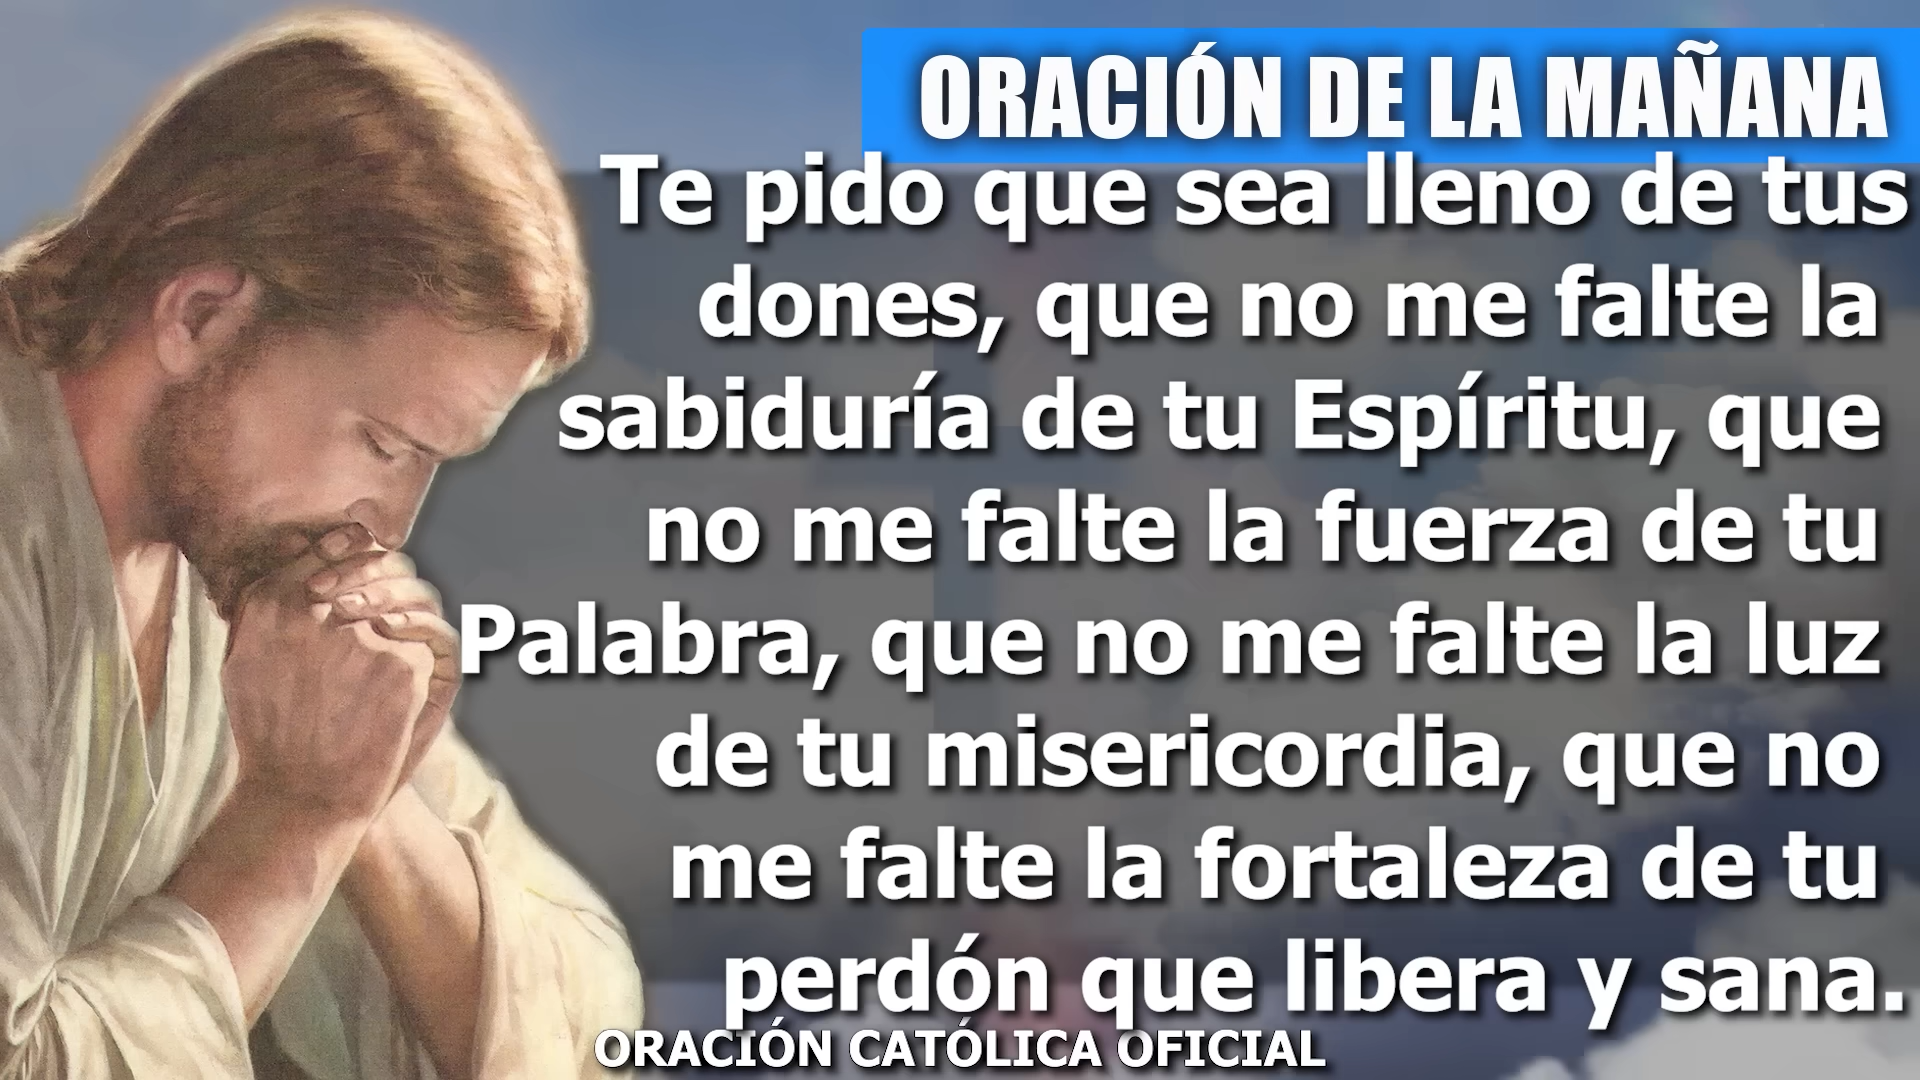 ORACIÓN DE LA MAÑANA
Te pido que sea lleno de tus
dones, que no me falte la
sabiduría de tu Espíritu, que
no me falte la fuerza de tu
Palabra, que no me falte la luz
de tu misericordia, que no
me falte la fortaleza de tu
perdón que libera y sana.
ORACIÓN CATÓLICA OFICIAL